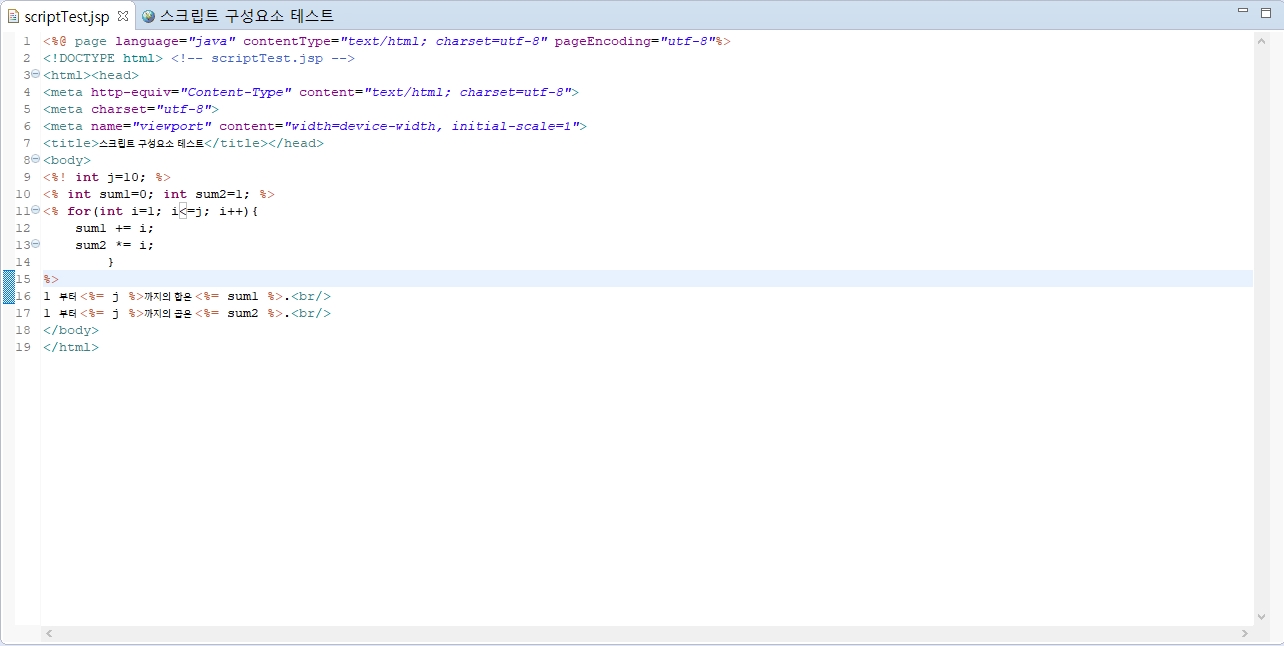 scriptTest.jsp 스크립트 구성요소 테스트
1 <%@ page language="java" contentType="text/html; charset=utf-8" pageEncoding="utf-8"%>
2 <!DOCTYPE html> <!-- scriptTest.jsp -->
3 <html><head>
4 <meta http-equiv="Content-Type" content="text/html; charset=utf-8">
5 <meta charset="utf-8">
6 <meta name="viewport" content="width=device-width, initial-scale=1">
7 <title>스크립트 구성요소 테스트</title></head>
8 <body>
9 <%! int j=10; %>
10 <% int sum1=0; int sum2=1; %>
11 <% for(int i=1; i<=j; i++){
12     sum1 += i;
13     sum2 *= i;
14         }
15 %>
16 1 부터<%= j %>까지의 합은<%= sum1 %>.<br/>
17 1 부터<%= j %>까지의 곱은<%= sum2 %>.<br/>
18 </body>
19 </html>